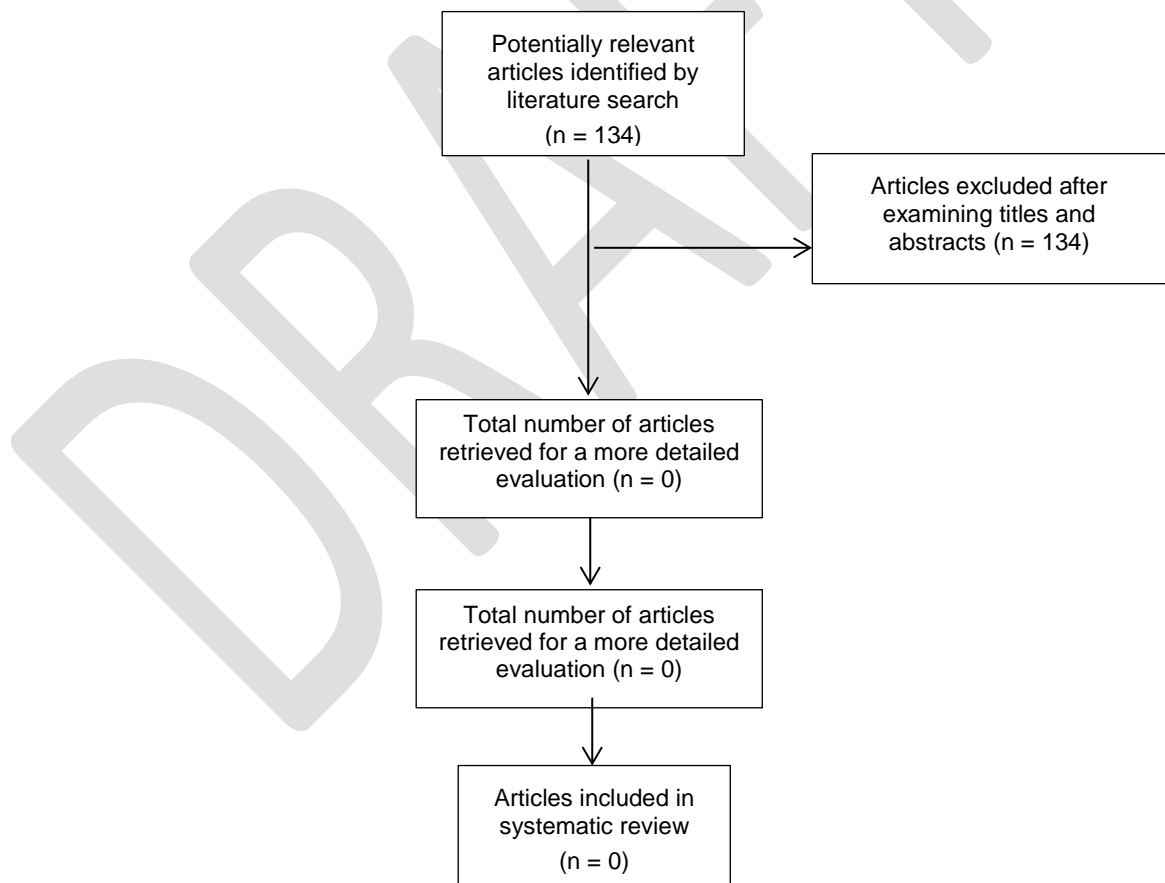 Potentially relevant
articles identified by
literature search
(n = 134)
Articles excluded after
examining titles and
abstracts (n = 134)
Total number of articles
retrieved for a more detailed
evaluation (n = 0)
Total number of articles
retrieved for a more detailed
evaluation (n = 0)
Articles included in
systematic review
(n = 0)
DRAFT